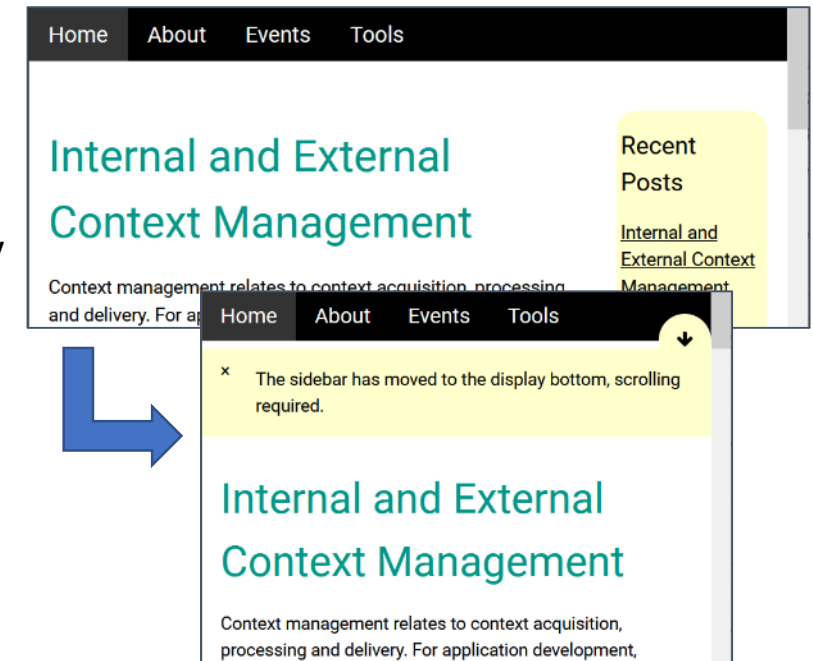 Home About Events Tools
Internal and External
Context Management
Context management relates to context acquisition, processing
and delivery. For
Recent
Posts
Internal and
External Context
Management
Home About Events Tools
× The sidebar has moved to the display bottom, scrolling
required.
Internal and External
Context Management
Context management relates to context acquisition,
processing and delivery. For application development,